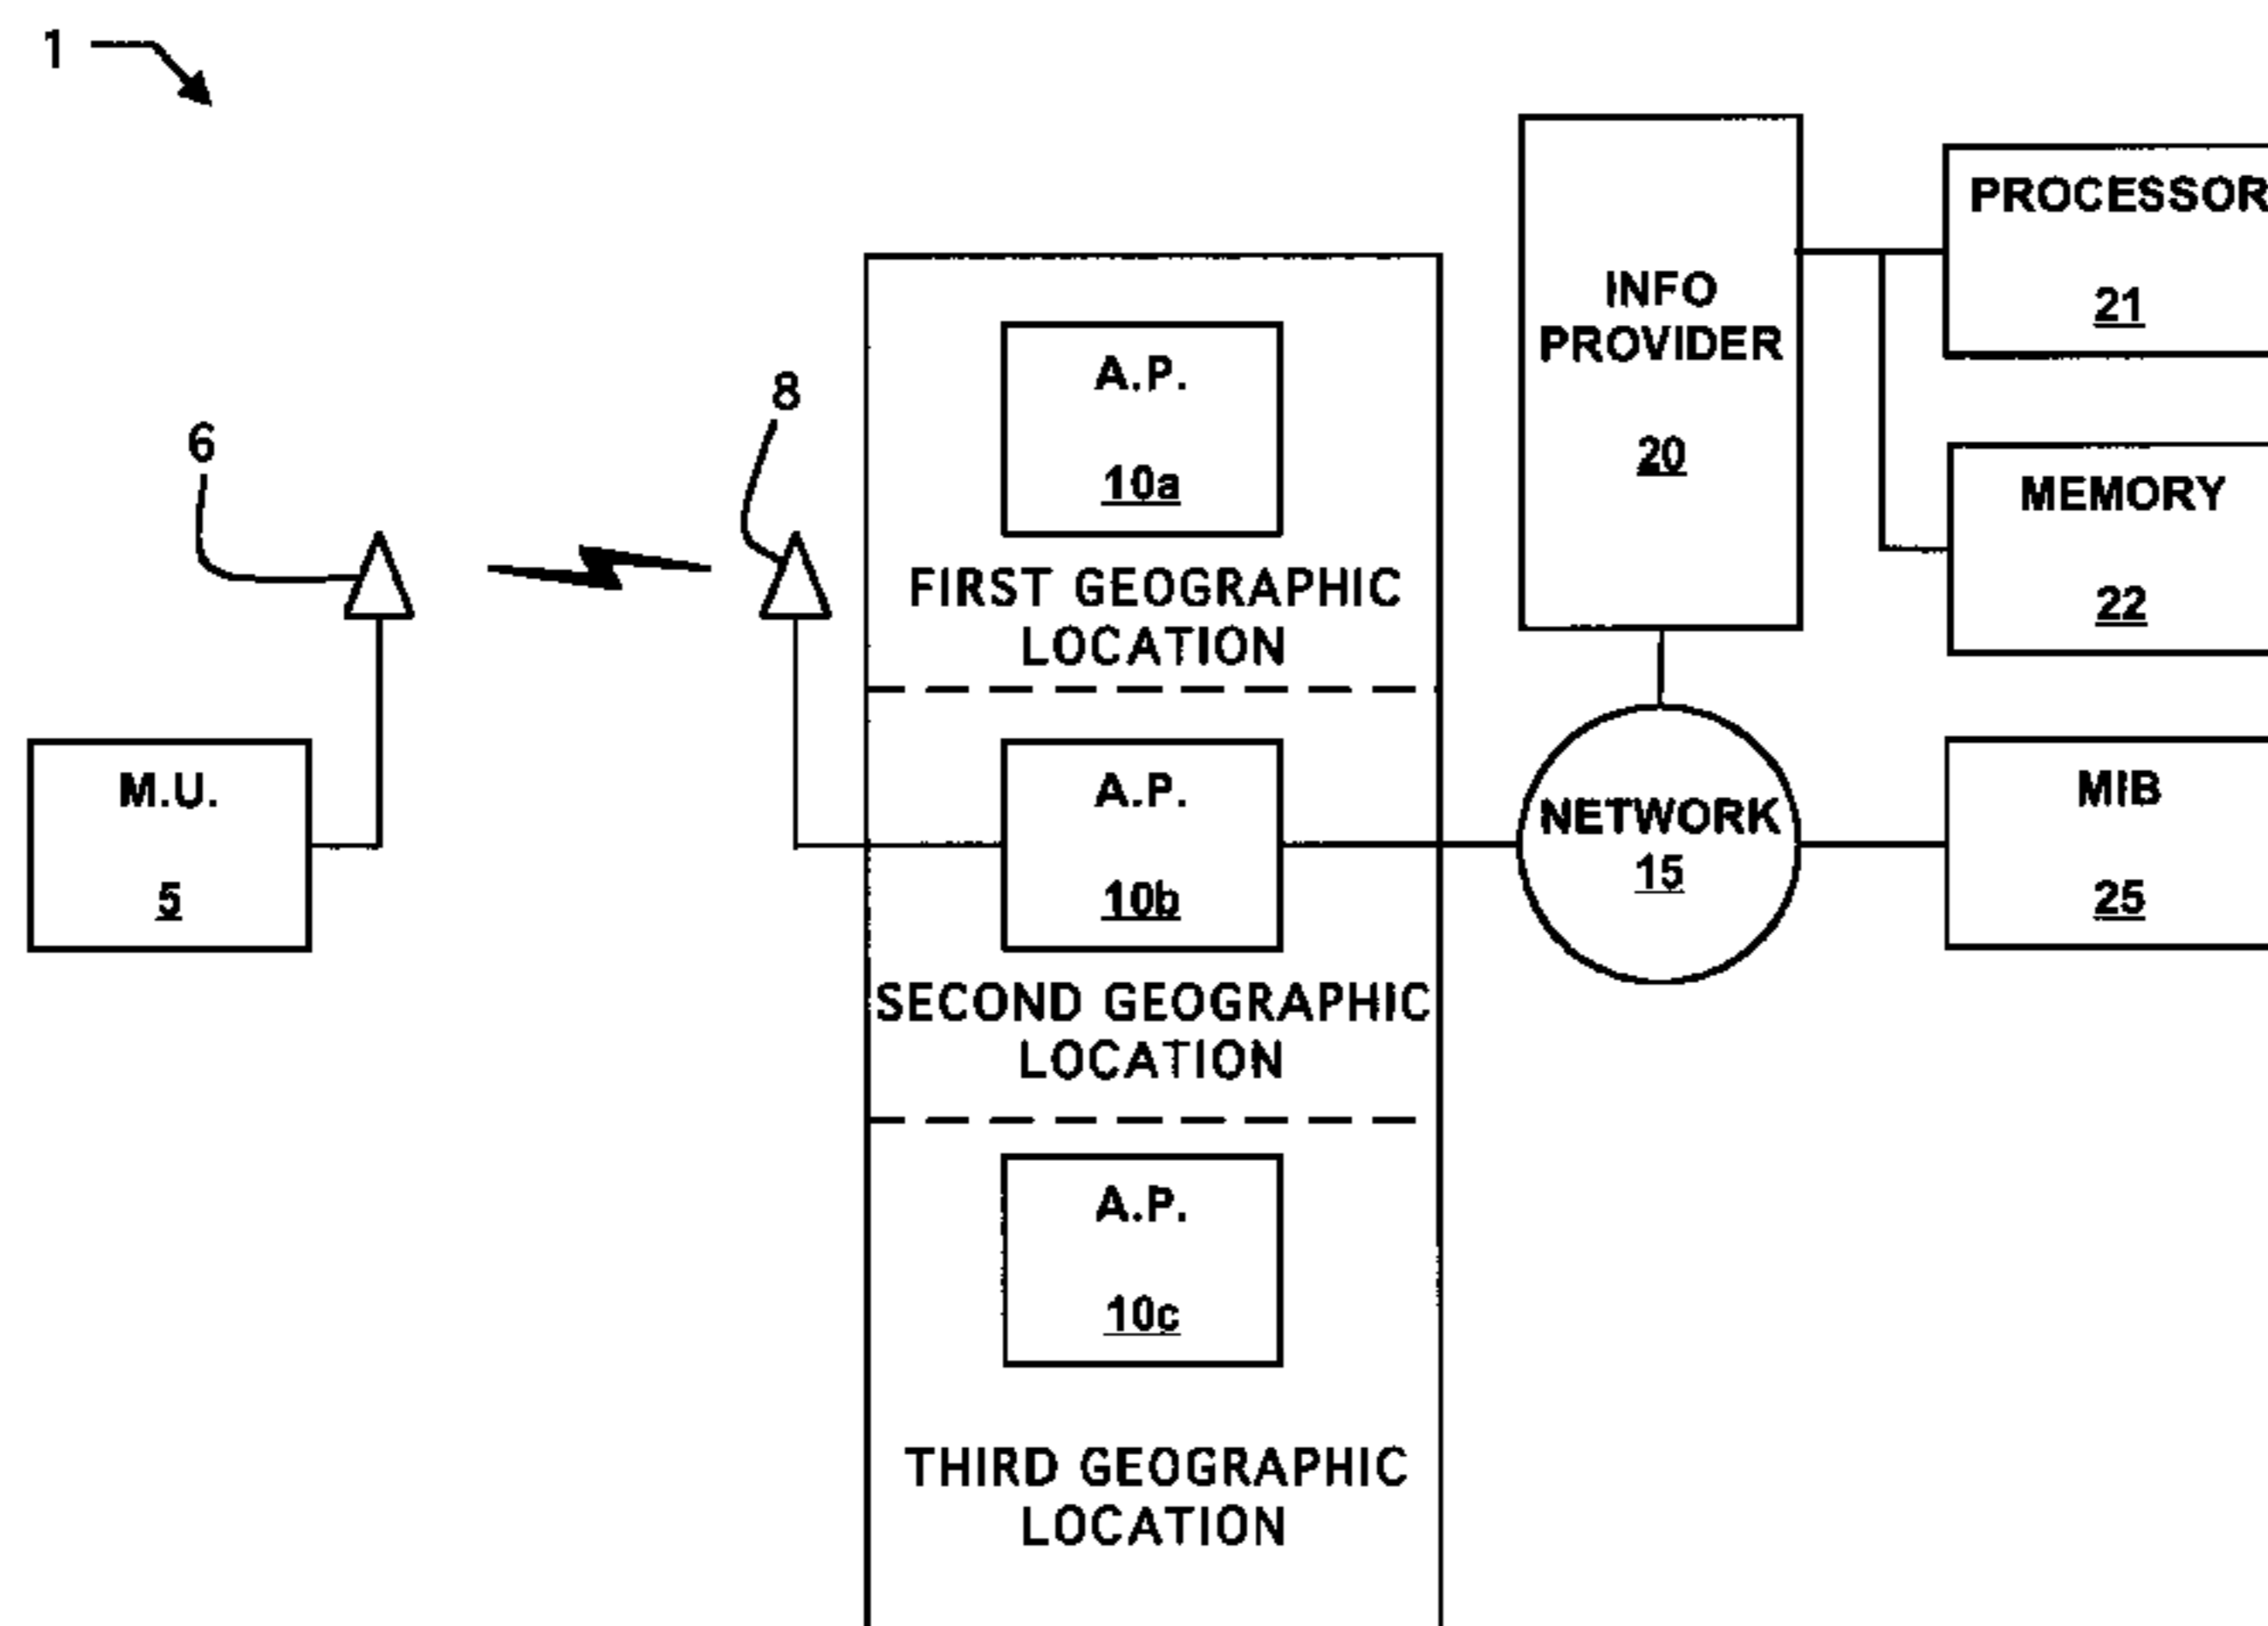 1
6
8
M.U.
5
A.P.
10a
FIRST GEOGRAPHIC
LOCATION
A.P.
10b
SECOND GEOGRAPHIC
LOCATION
A.P.
10c
THIRD GEOGRAPHIC
LOCATION
INFO
PROVIDER
20
NETWORK
15
PROCESSOR
21
MEMORY
22
MIB
25